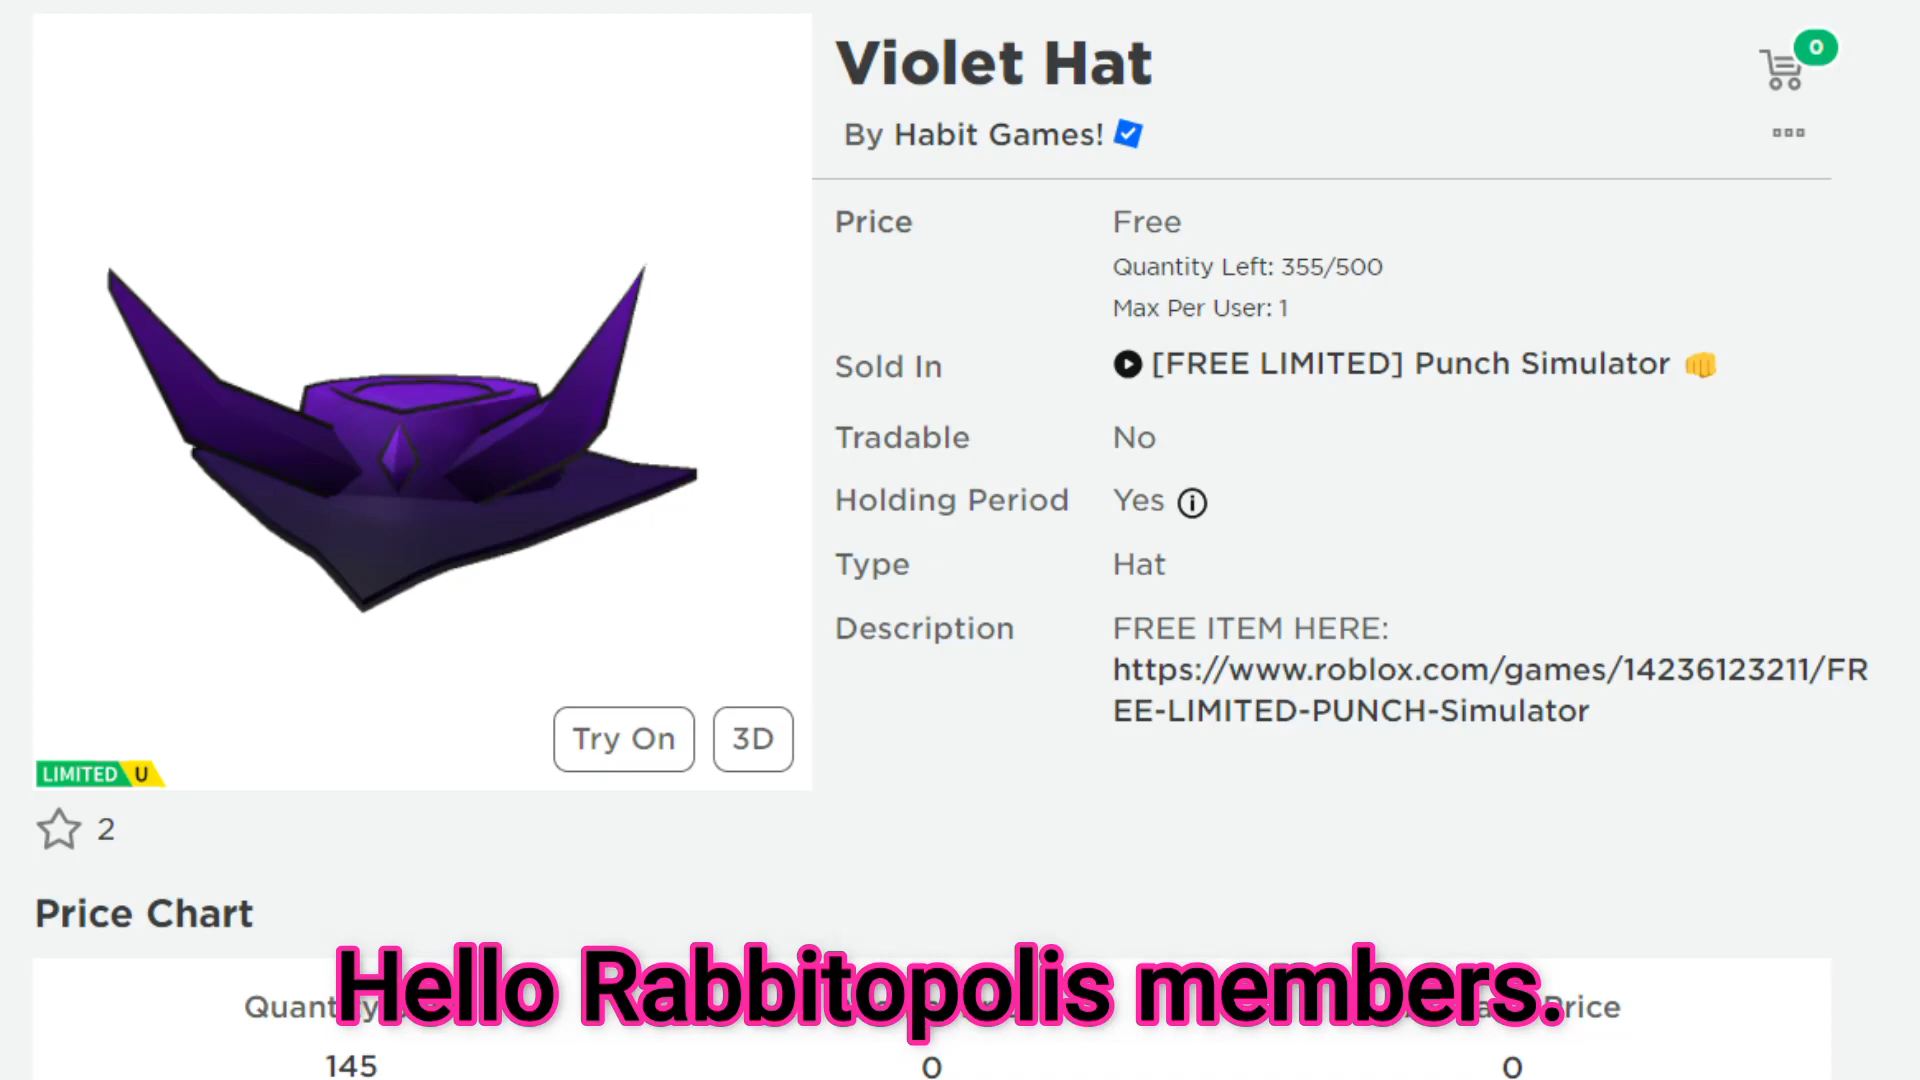 Violet Hat
0
By Habit Games!
Price Free
Quantity Left: 355/500
Max Per User: 1
Sold In [FREE LIMITED] Punch Simulator 👊
Tradable No
Holding Period Yes
Type Hat
Description FREE ITEM HERE:
https://www.roblox.com/games/14236123211/FR
EE-LIMITED-PUNCH-Simulator
Try On 3D
LIMITED U
2
Price Chart
Hello Rabbitopolis members.
145 0 0